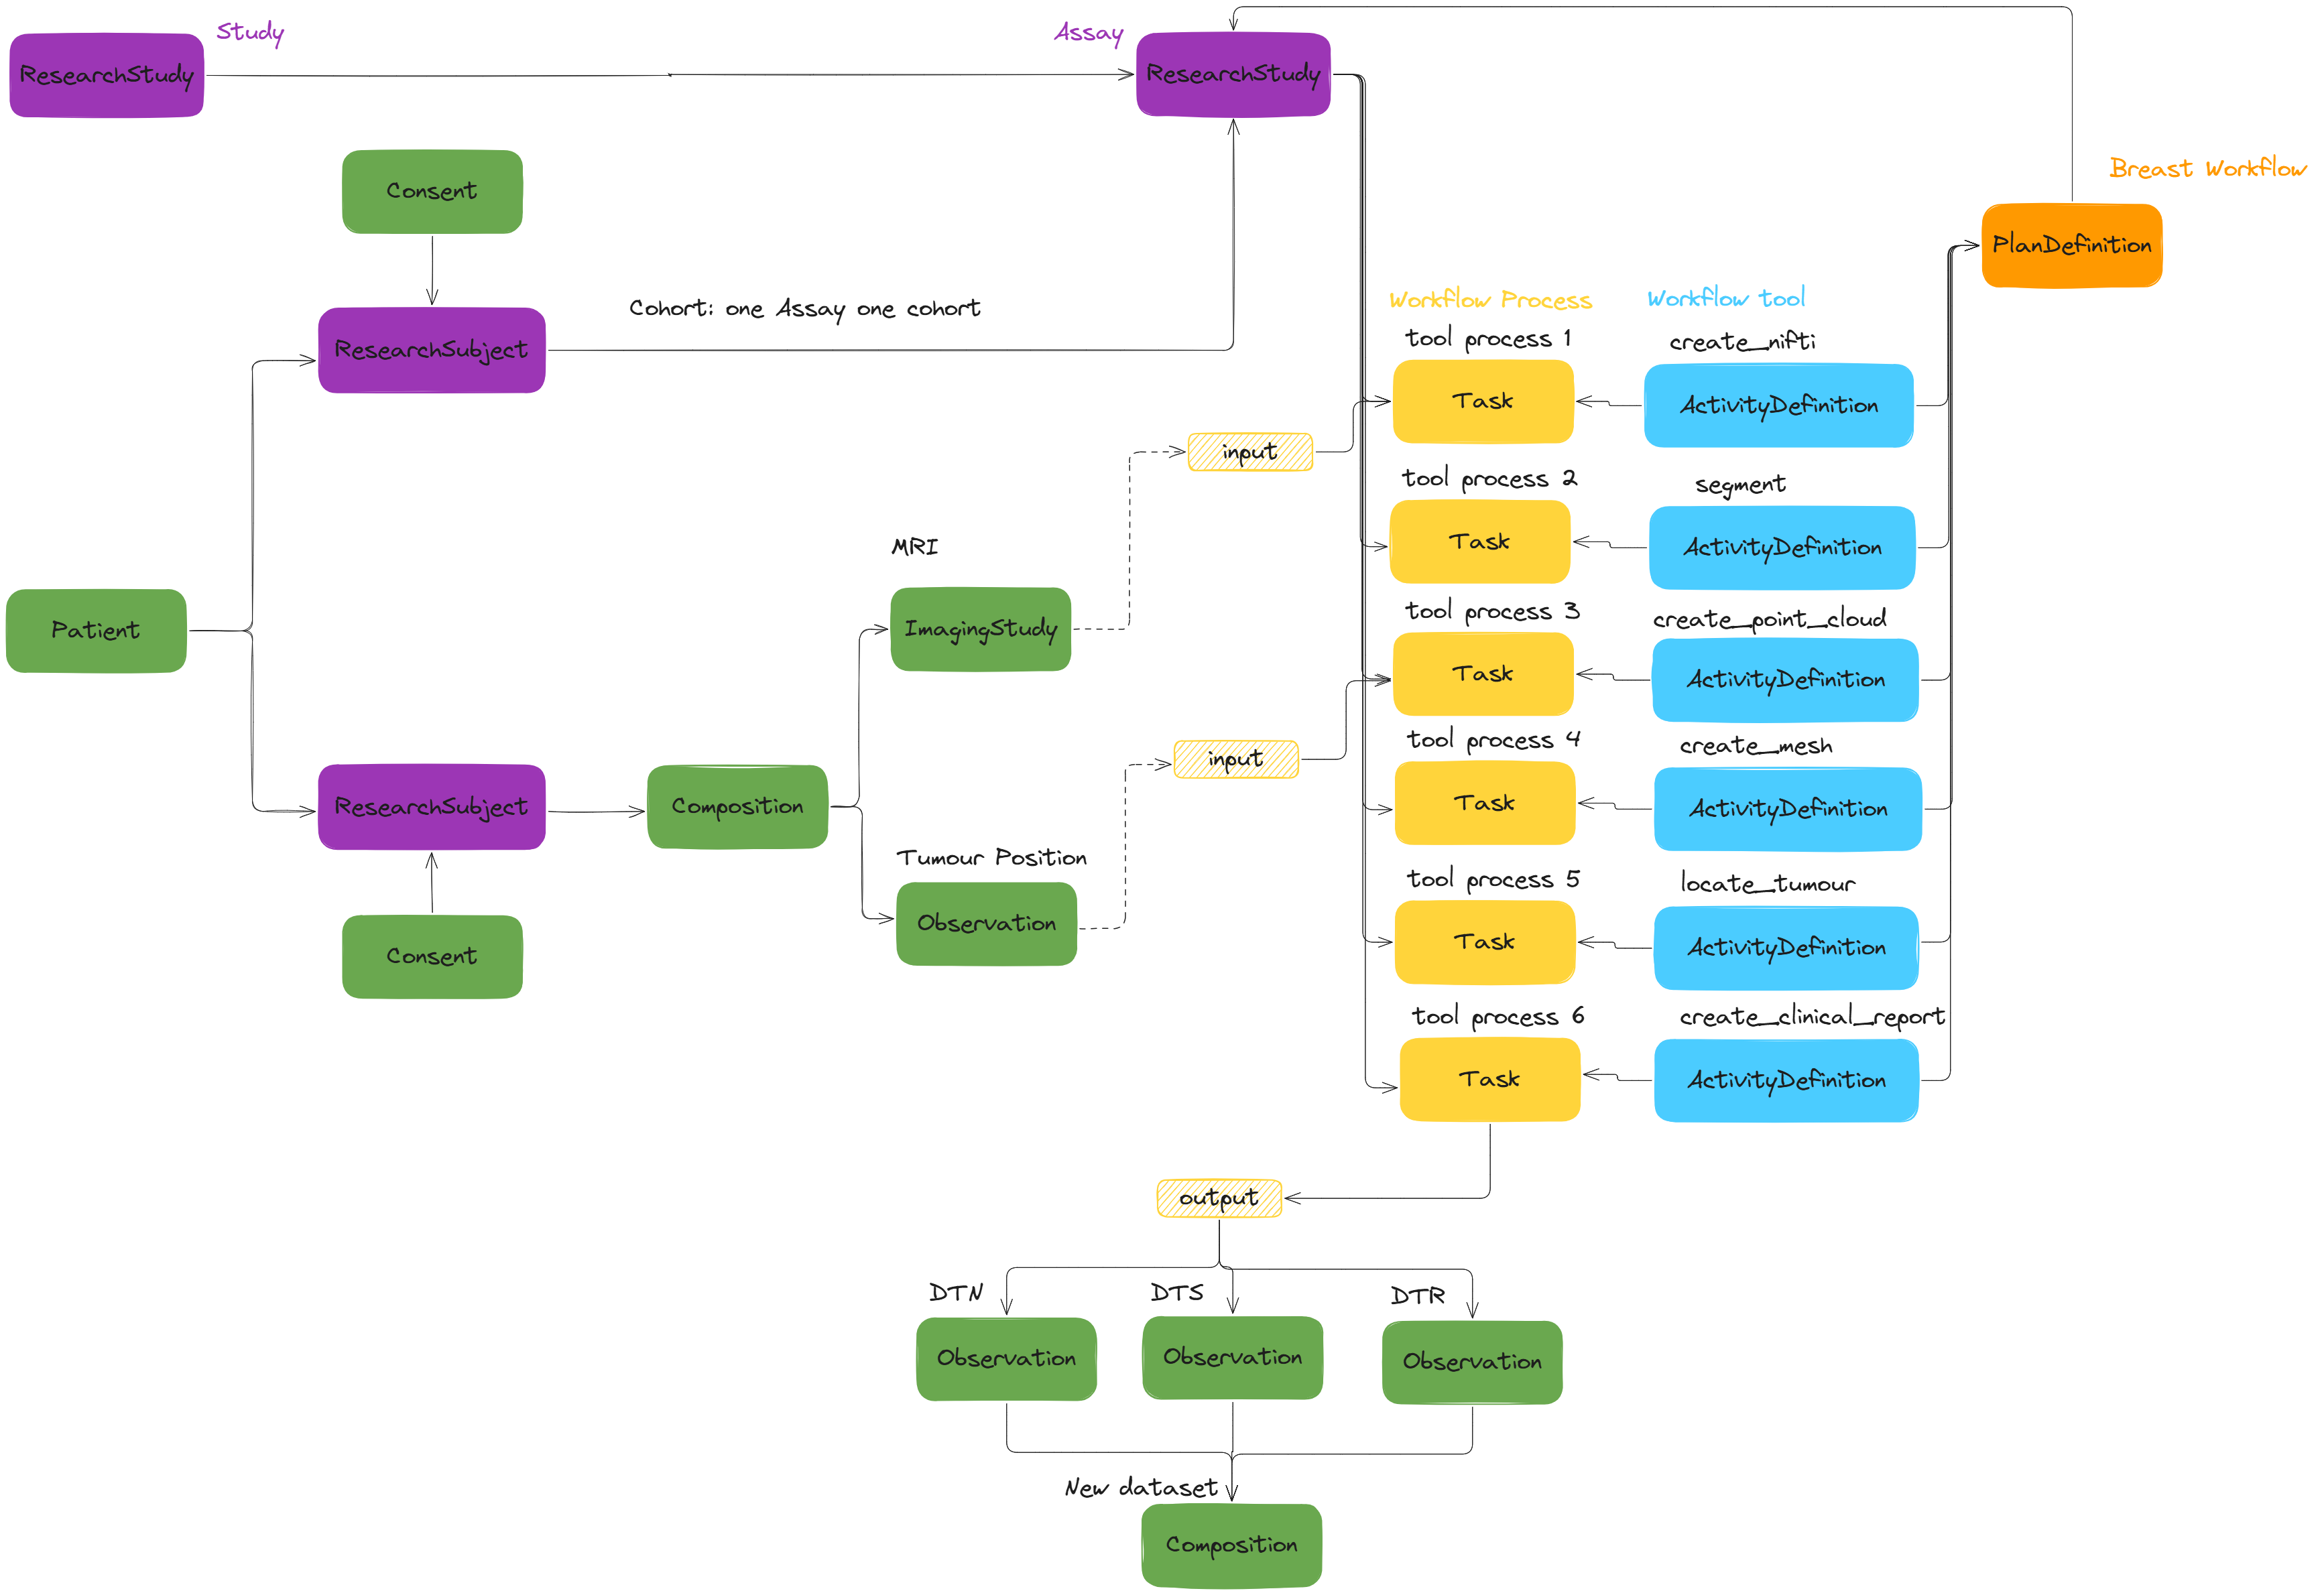 Study
Assay
ResearchStudy
ResearchStudy
Breast Workflow
Consent
PlanDefinition
Cohort: one Assay one cohort
Workflow Process
Workflow tool
tool process 1
create_nifti
ResearchSubject
Task
ActivityDefinition
input
tool process 2
segment
MRI
Task
ActivityDefinition
tool process 3
create_point_cloud
Patient
ImagingStudy
Task
ActivityDefinition
tool process 4
create_mesh
input
ResearchSubject
Composition
Task
ActivityDefinition
Tumour Position
tool process 5
locate_tumour
Observation
Task
ActivityDefinition
Consent
tool process 6
create_clinical_report
Task
ActivityDefinition
output
DTN
DTS
DTR
Observation
Observation
Observation
New dataset
Composition